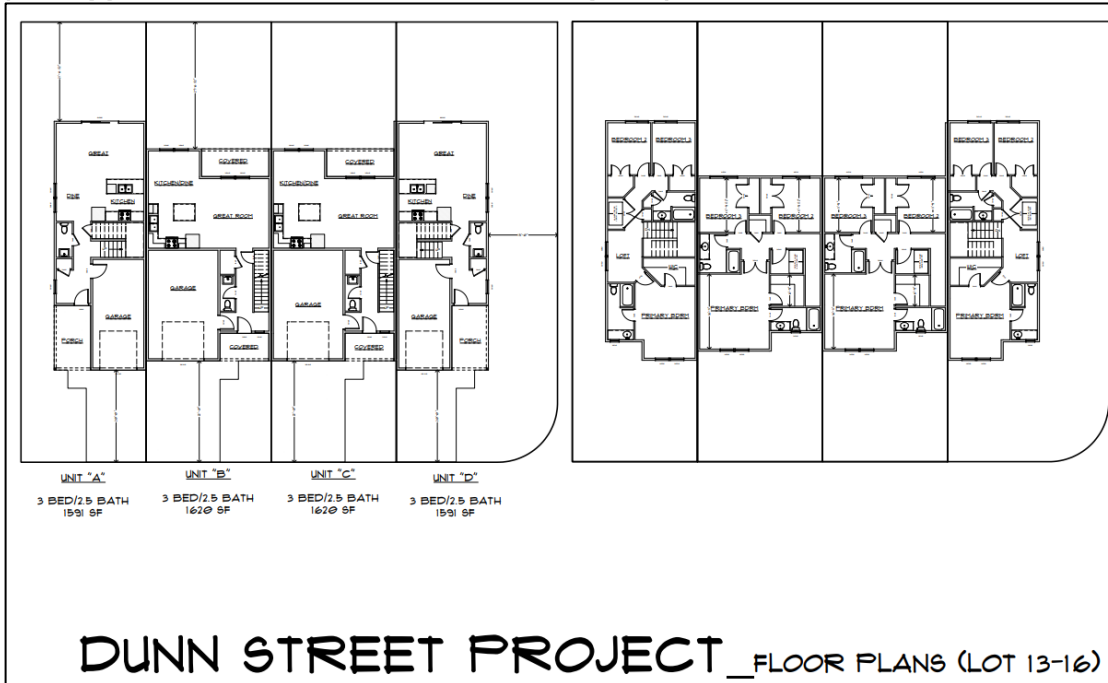 GREAT
DINE
KITCHEN
GARAGE
PORCH
KITCHEN/DINE
COVERED
GREAT ROOM
GARAGE
COVERED
KITCHEN/DINE
COVERED
GREAT ROOM
GARAGE
COVERED
GREAT
DINE
KITCHEN
GARAGE
PORCH
BEDROOM 2
BEDROOM 3
LOFT
WIC
PRIMARY BDRM
BEDROOM 3
BEDROOM 2
PRIMARY BDRM
BEDROOM 3
BEDROOM 2
PRIMARY BDRM
BEDROOM 3
BEDROOM 2
LOFT
WIC
PRIMARY BDRM
UNIT "A"
3 BED/2.5 BATH
1591 SF
UNIT "B"
3 BED/2.5 BATH
1620 SF
UNIT "C"
3 BED/2.5 BATH
1620 SF
UNIT "D"
3 BED/2.5 BATH
1591 SF
DUNN STREET PROJECT_FLOOR PLANS (LOT 13-16)